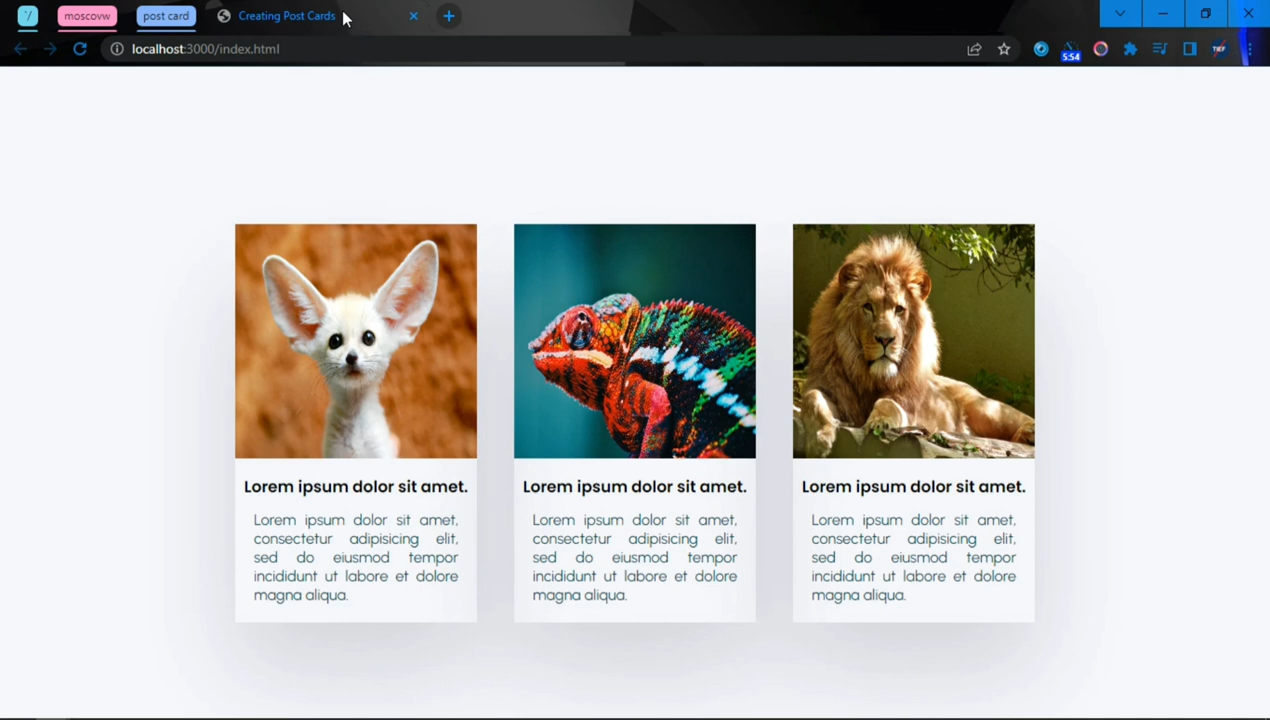 moscovw
post card
Creating Post Cards
localhost:3000/index.html
5:54
Lorem ipsum dolor sit amet.
Lorem ipsum dolor sit amet,
consectetur adipisicing elit,
sed do eiusmod tempor
incididunt ut labore et dolore
magna aliqua.
Lorem ipsum dolor sit amet.
Lorem ipsum dolor sit amet,
consectetur adipisicing elit,
sed do eiusmod tempor
incididunt ut labore et dolore
magna aliqua.
Lorem ipsum dolor sit amet.
Lorem ipsum dolor sit amet,
consectetur adipisicing elit,
sed do eiusmod tempor
incididunt ut labore et dolore
magna aliqua.